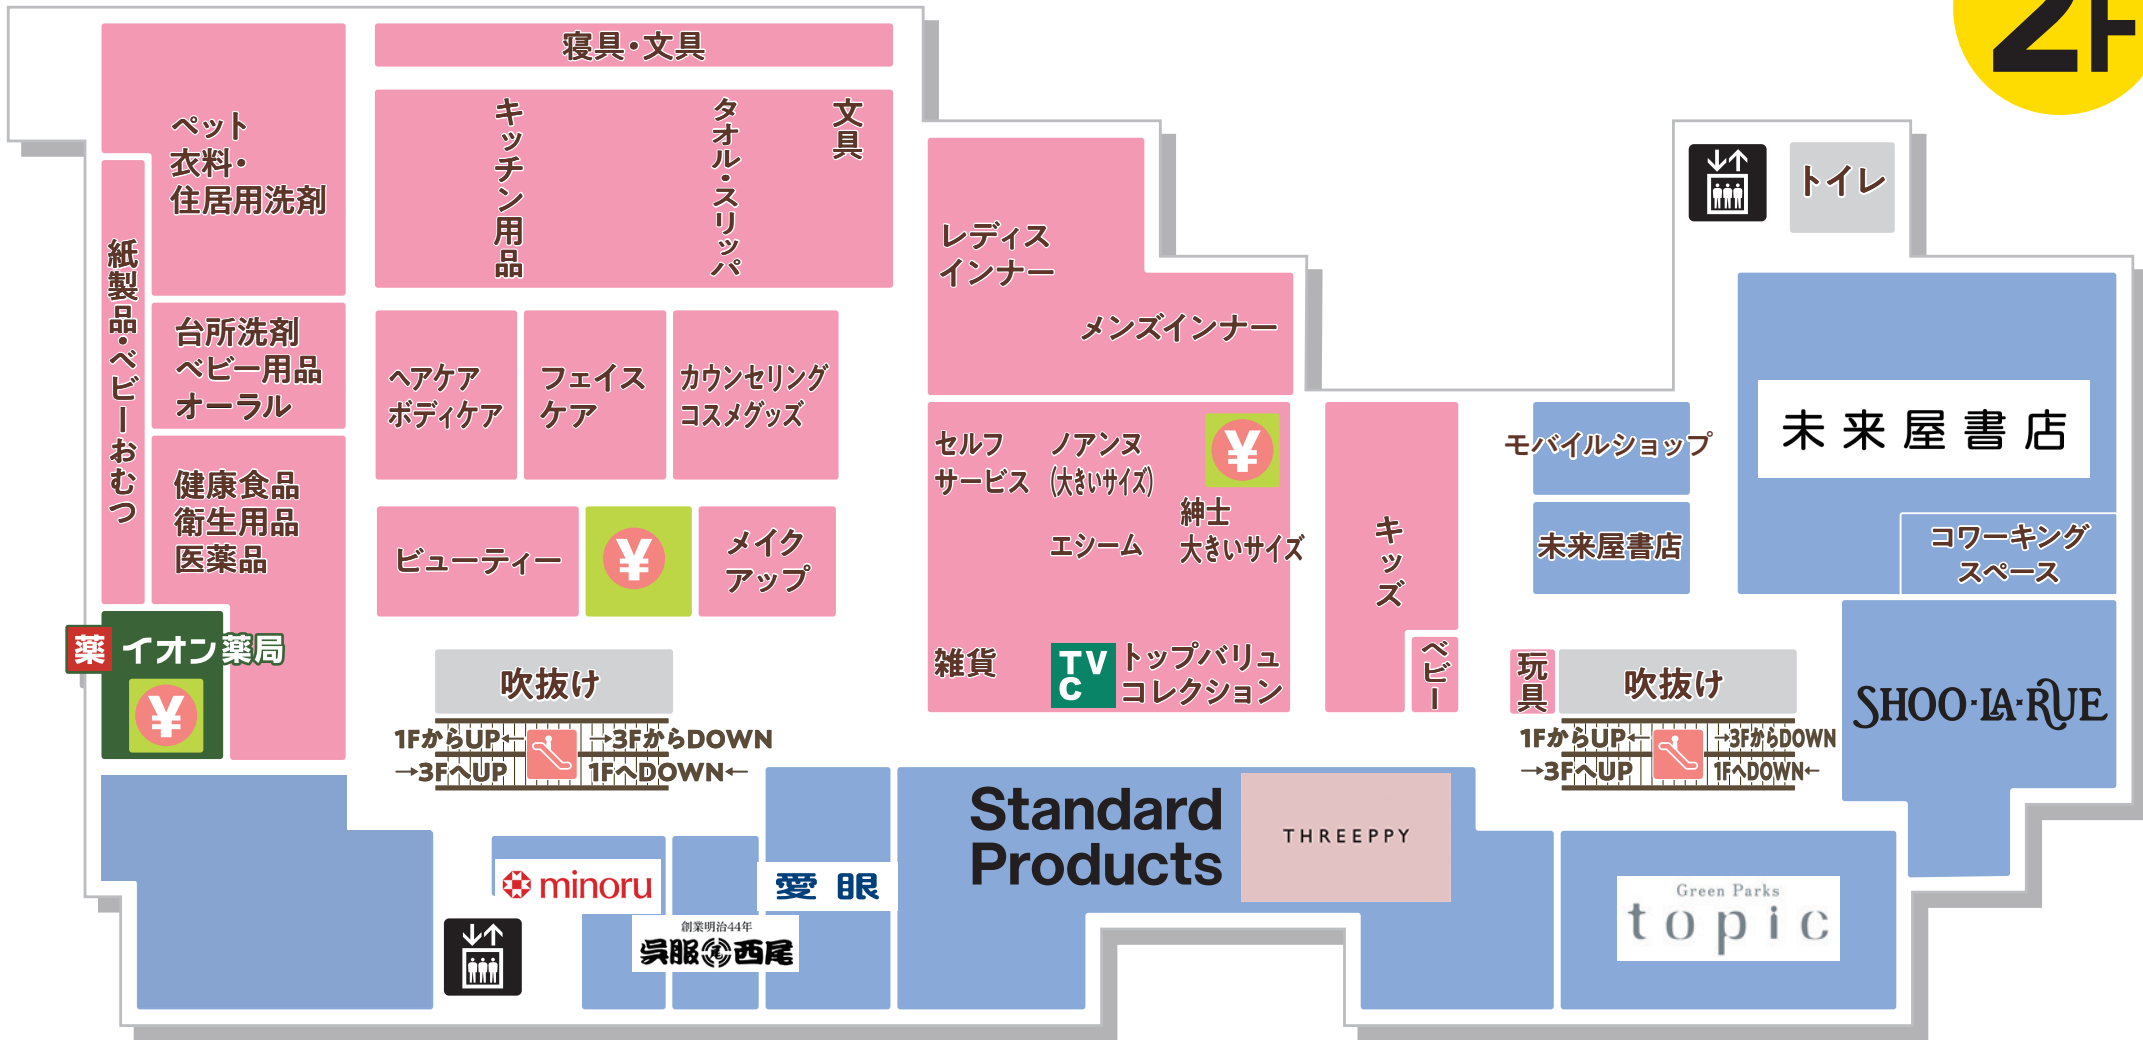 2F
寝具・文具
ペット
衣料・
住居用洗剤
キッチン用品
タオル・スリッパ
文具
紙製品・ベビーおむつ
台所洗剤
ベビー用品
オーラル
健康食品
衛生用品
医薬品
ヘアケア
ボディケア
フェイス
ケア
カウンセリング
コスメグッズ
ビューティー
¥
メイク
アップ
薬 イオン薬局
¥
レディス
インナー
メンズインナー
セルフ
サービス
ノアンヌ
(大きいサイズ)
¥
紳士
大きいサイズ
エシーム
雑貨
TVC
トップバリュ
コレクション
キッズ
ベビー
トイレ
モバイルショップ
未来屋書店
未来屋書店
コワーキング
スペース
玩具
吹抜け
1FからUP←
→3FからDOWN
→3FへUP
1FへDOWN←
吹抜け
1FからUP←
→3FからDOWN
→3FへUP
1FへDOWN←
SHOO・LA・RUE
minoru
創業明治44年
呉服 尾 西尾
愛眼
Standard
Products
THREEPPY
Green Parks
topic